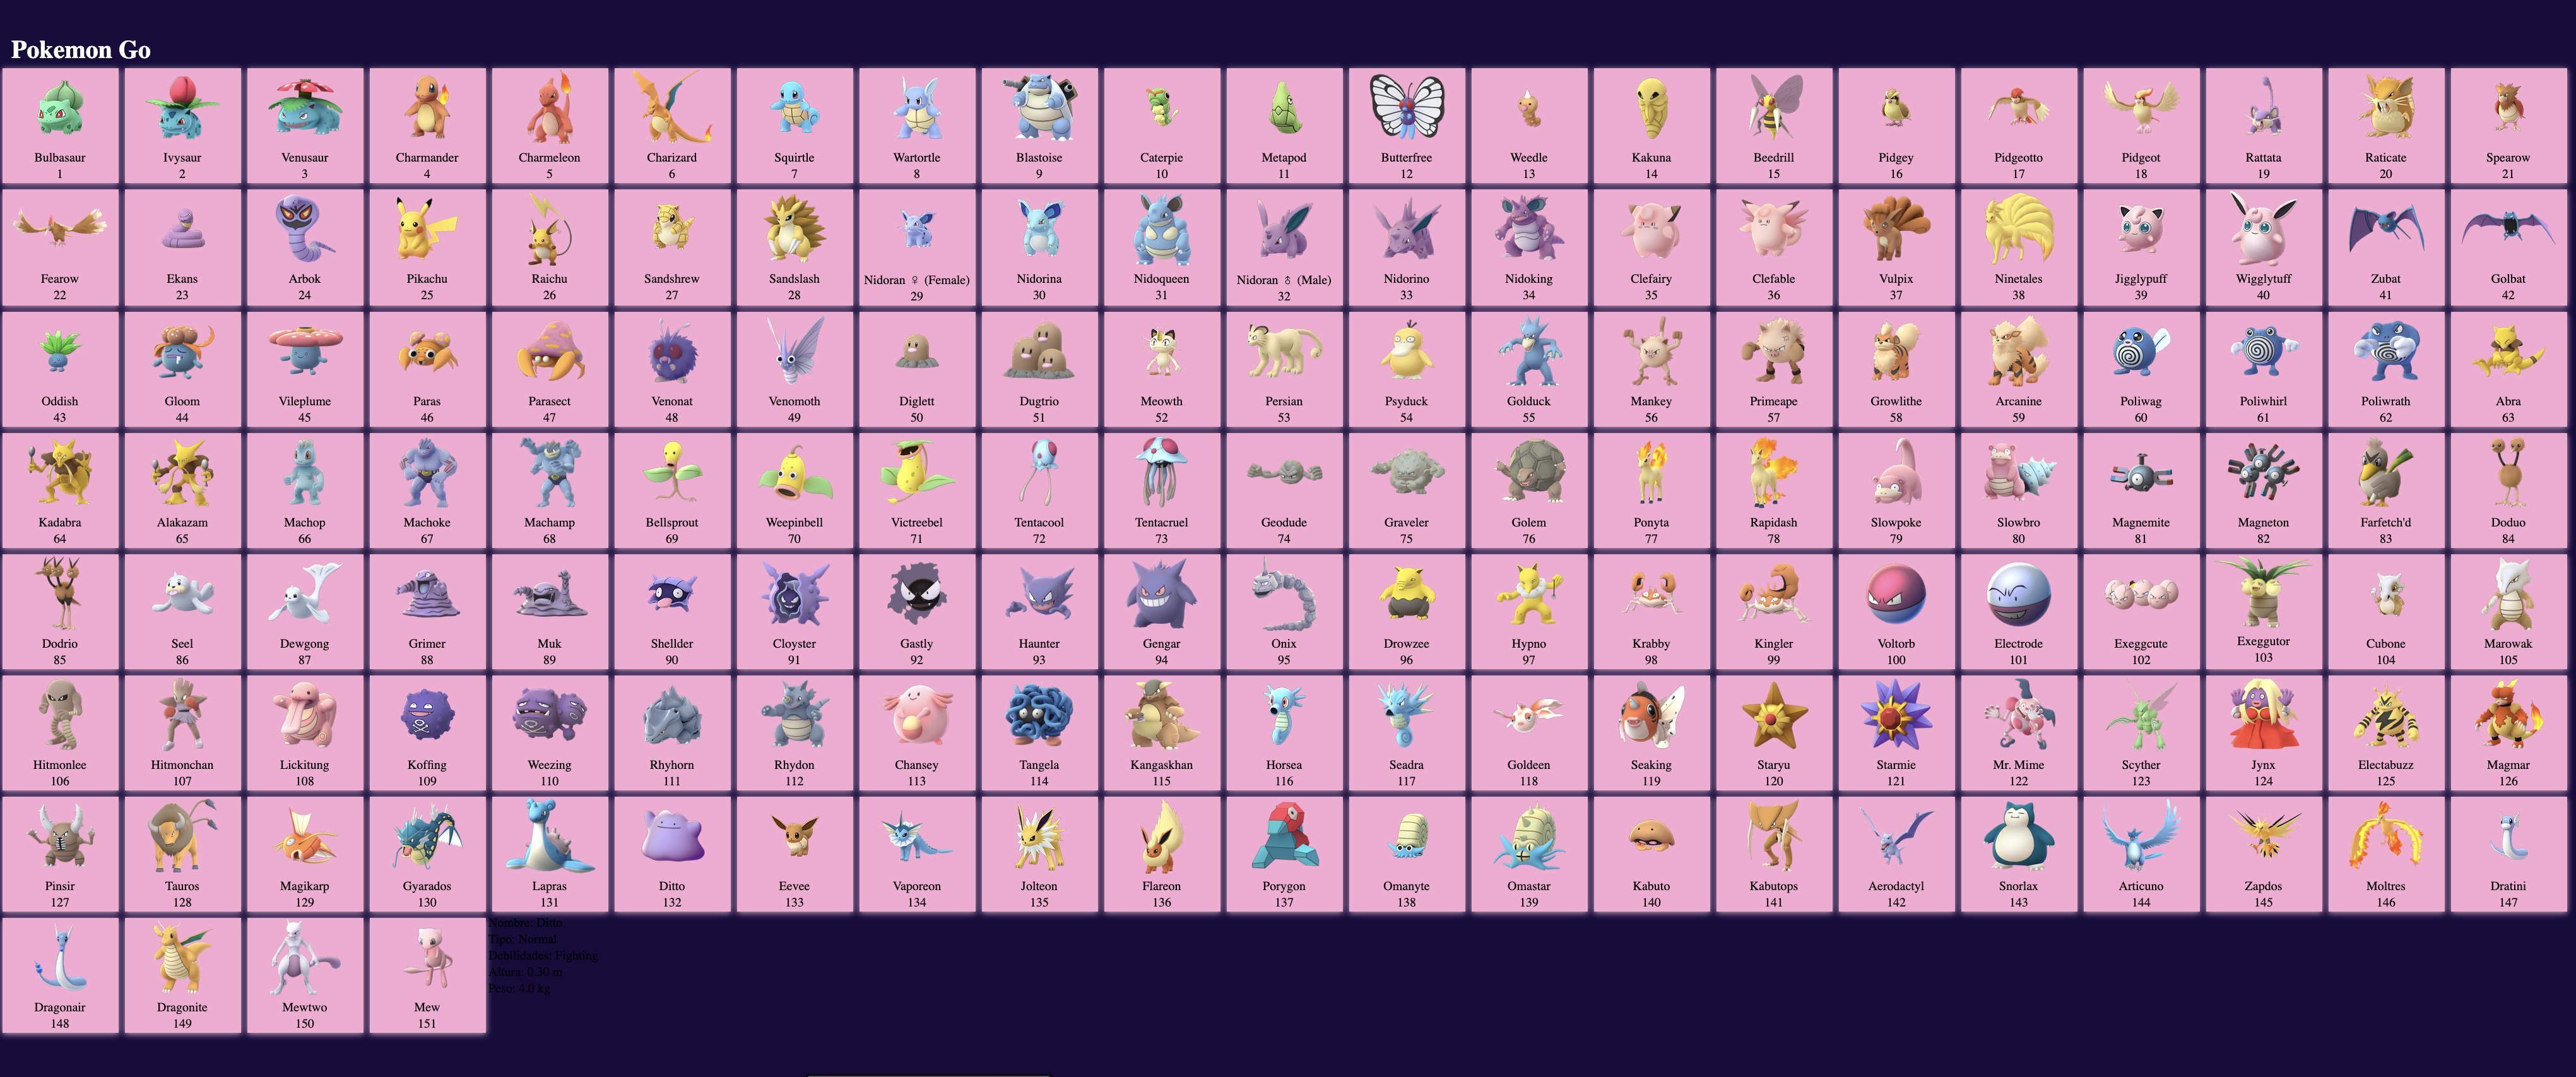 Pokemon Go
Bulbasaur Ivysaur Venusaur Charmander Charmeleon Charizard Squirtle Wartortle Blastoise Caterpie Metapod Butterfree Weedle Kakuna Beedrill Pidgey Pidgeotto Pidgeot Rattata Raticate Spearow
1 2 3 4 5 6 7 8 9 10 11 12 13 14 15 16 17 18 19 20 21
Fearow Ekans Arbok Pikachu Raichu Sandshrew Sandslash Nidoran ♀ (Female) Nidorina Nidoqueen Nidoran ♂ (Male) Nidorino Nidoking Clefairy Clefable Vulpix Ninetales Jigglypuff Wigglytuff Zubat Golbat
22 23 24 25 26 27 28 29 30 31 32 33 34 35 36 37 38 39 40 41 42
Oddish Gloom Vileplume Paras Parasect Venonat Venomoth Diglett Dugtrio Meowth Persian Psyduck Golduck Mankey Primeape Growlithe Arcanine Poliwag Poliwhirl Poliwrath Abra
43 44 45 46 47 48 49 50 51 52 53 54 55 56 57 58 59 60 61 62 63
Kadabra Alakazam Machop Machoke Machamp Bellsprout Weepinbell Victreebel Tentacool Tentacruel Geodude Graveler Golem Ponyta Rapidash Slowpoke Slowbro Magnemite Magneton Farfetch'd Doduo
64 65 66 67 68 69 70 71 72 73 74 75 76 77 78 79 80 81 82 83 84
Dodrio Seel Dewgong Grimer Muk Shellder Cloyster Gastly Haunter Gengar Onix Drowzee Hypno Krabby Kingler Voltorb Electrode Exeggcute Exeggutor Cubone Marowak
85 86 87 88 89 90 91 92 93 94 95 96 97 98 99 100 101 102 103 104 105
Hitmonlee Hitmonchan Lickitung Koffing Weezing Rhyhorn Rhydon Chansey Tangela Kangaskhan Horsea Seadra Goldeen Seaking Staryu Starmie Mr. Mime Scyther Jynx Electabuzz Magmar
106 107 108 109 110 111 112 113 114 115 116 117 118 119 120 121 122 123 124 125 126
Pinsir Tauros Magikarp Gyarados Lapras Ditto Eevee Vaporeon Jolteon Flareon Porygon Omanyte Omastar Kabuto Kabutops Aerodactyl Snorlax Articuno Zapdos Moltres Dratini
127 128 129 130 131 132 133 134 135 136 137 138 139 140 141 142 143 144 145 146 147
Dragonair Dragonite Mewtwo Mew
148 149 150 151
Nombre: Ditto
Tipo: Normal
Debilidades: Fighting
Altura: 0.30 m
Peso: 4.0 kg